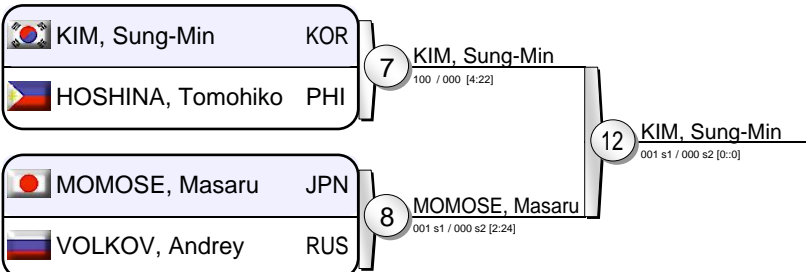 KIM, Sung-Min KOR
HOSHINA, Tomohiko PHI
7
KIM, Sung-Min
100 / 000 [4:22]
12
KIM, Sung-Min
001 s1 / 000 s2 [0::0]
MOMOSE, Masaru JPN
VOLKOV, Andrey RUS
8
MOMOSE, Masaru
001 s1 / 000 s2 [2:24]